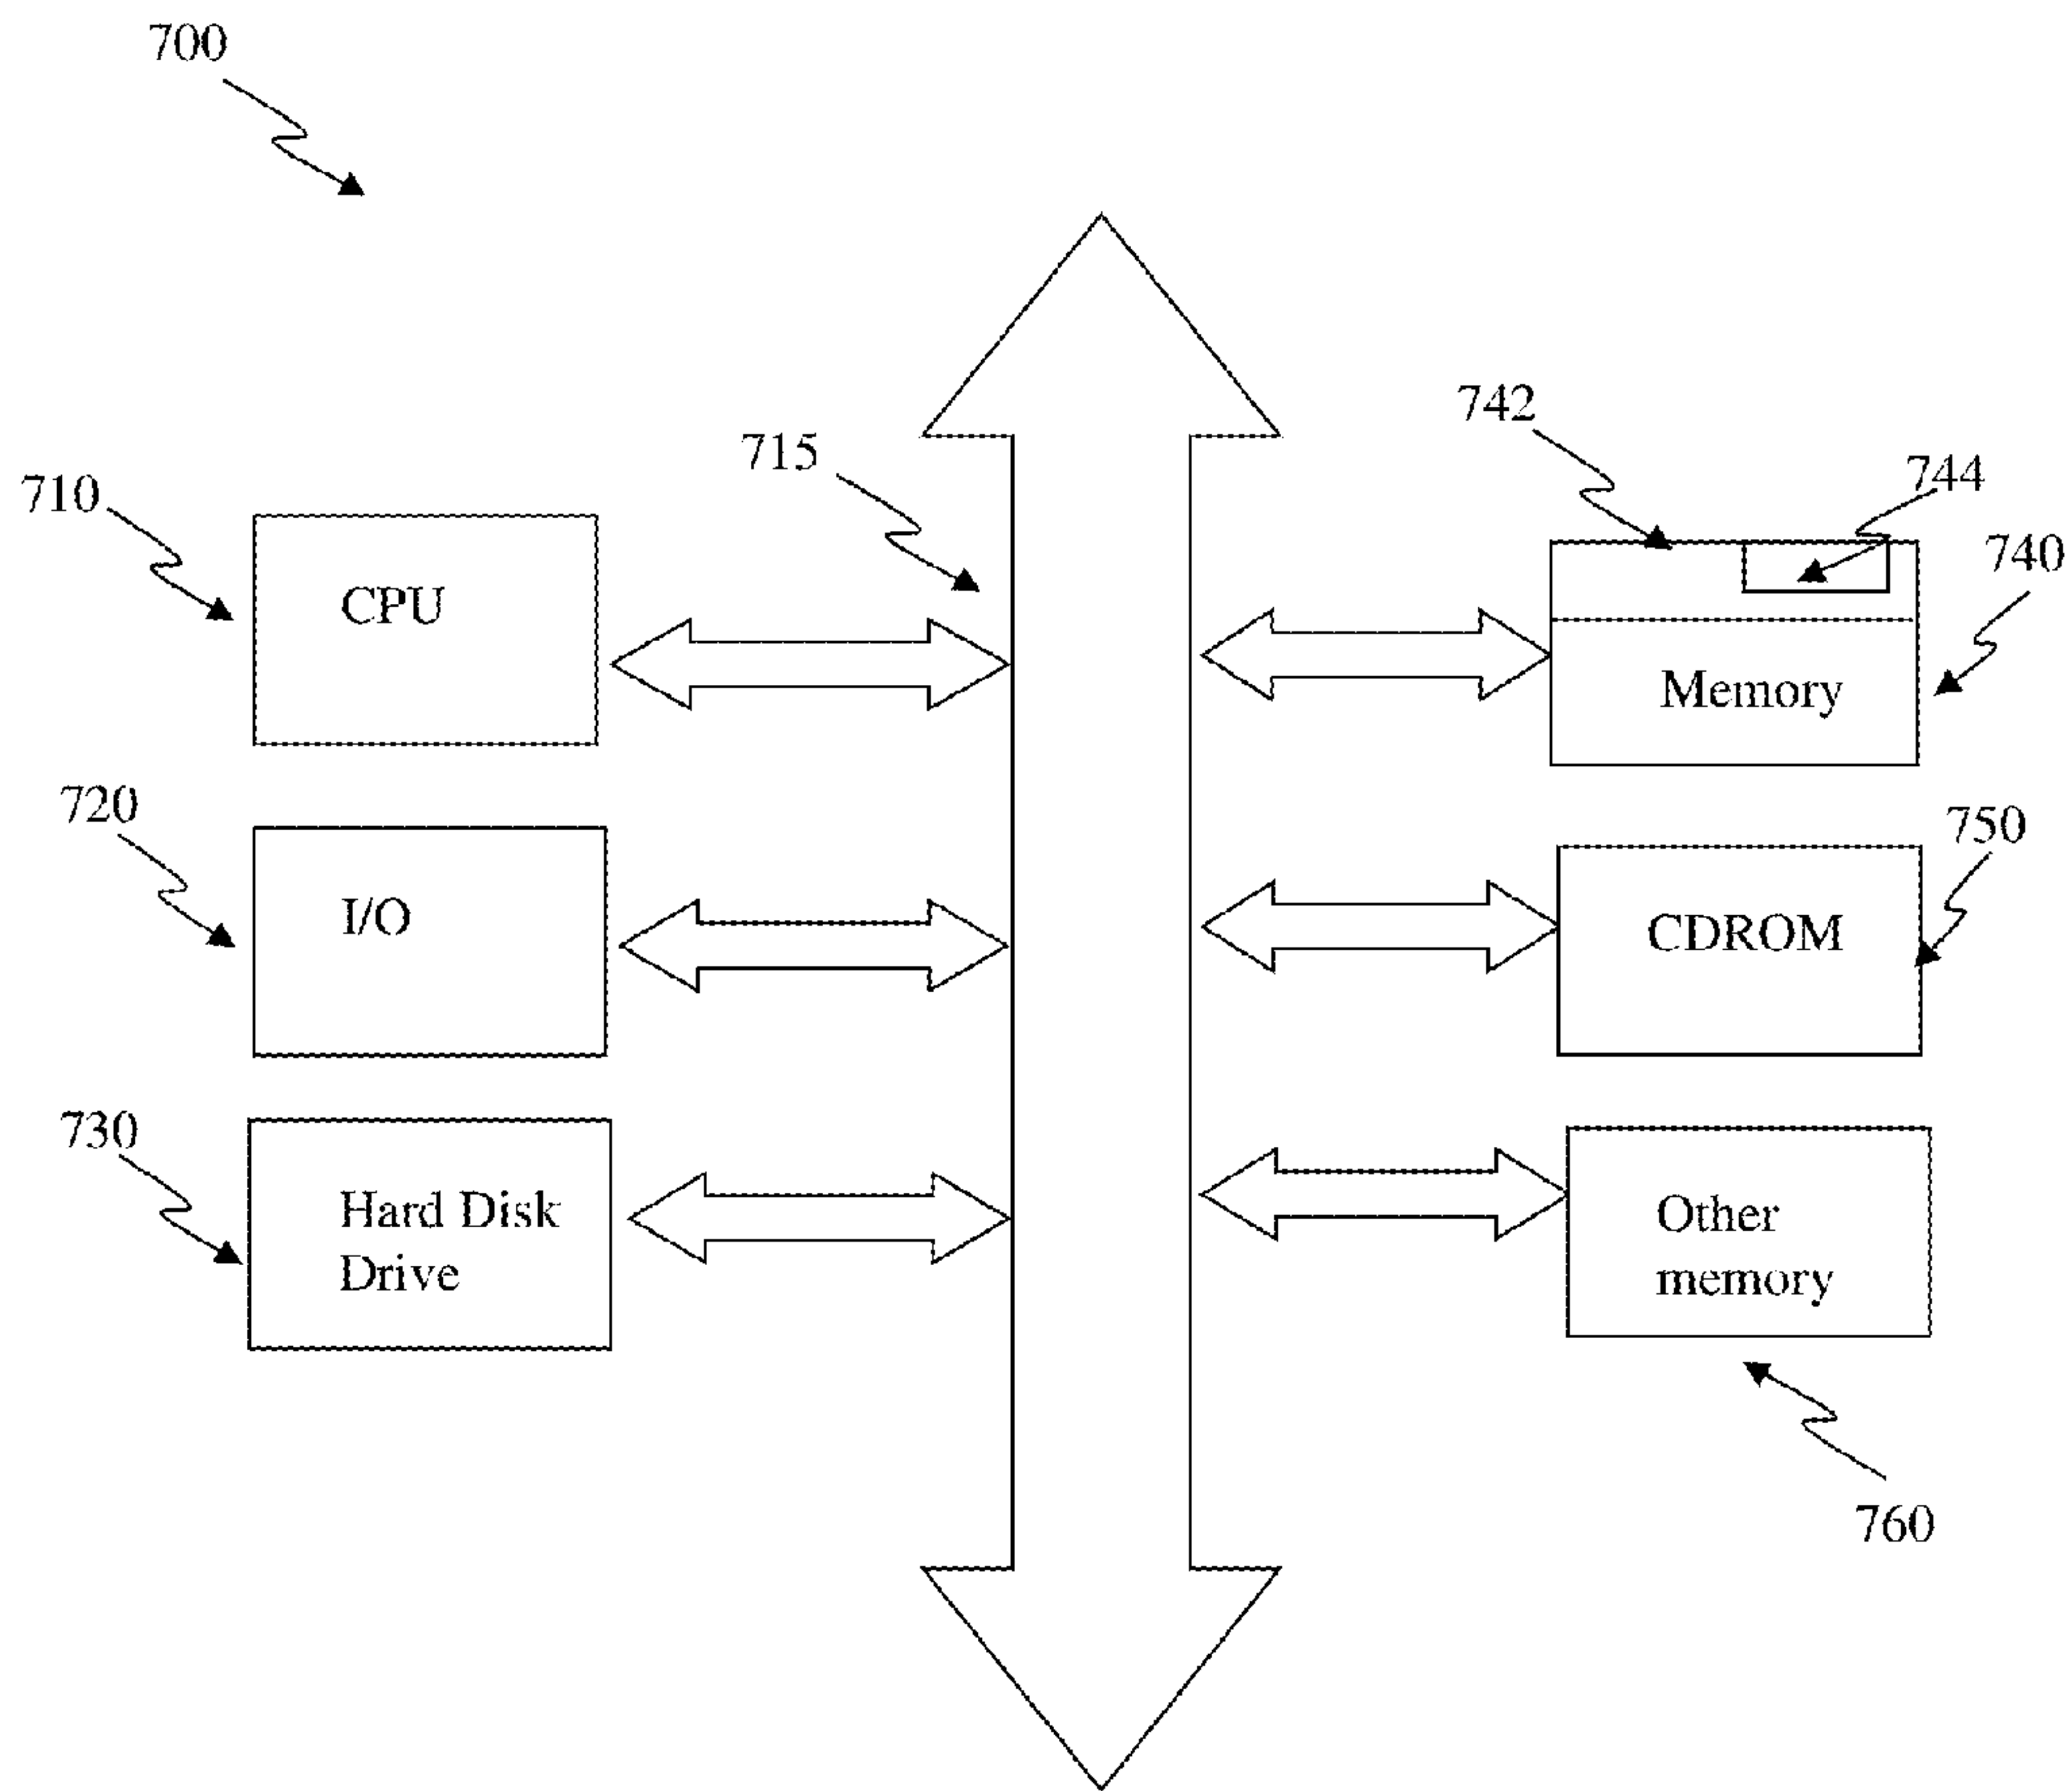 700
742
715
744
710
740
CPU
Memory
720
750
I/O
CDROM
730
Hard Disk
Drive
Other
memory
760